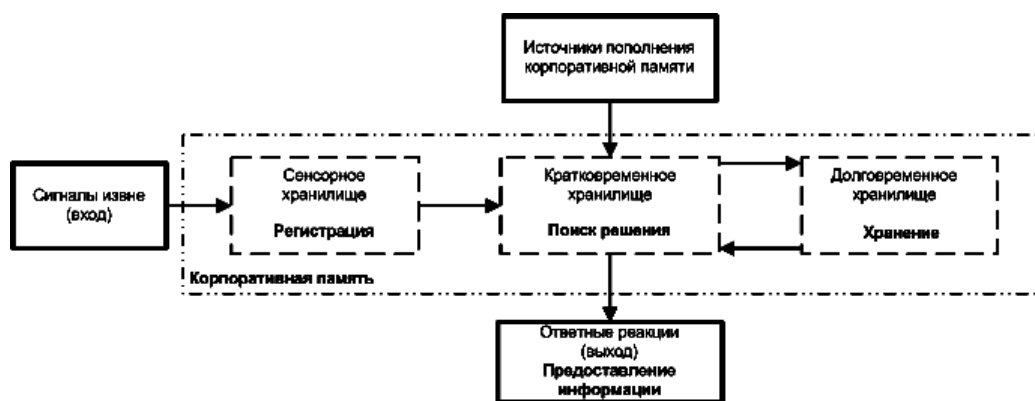 Источники пополнения
корпоративной памяти
Сигналы извне
(вход)
Сенсорное
хранилище
Регистрация
Кратковременное
хранилище
Поиск решения
Долговременное
хранилище
Хранение
Корпоративная память
Ответные реакции
(выход)
Предоставление
информации